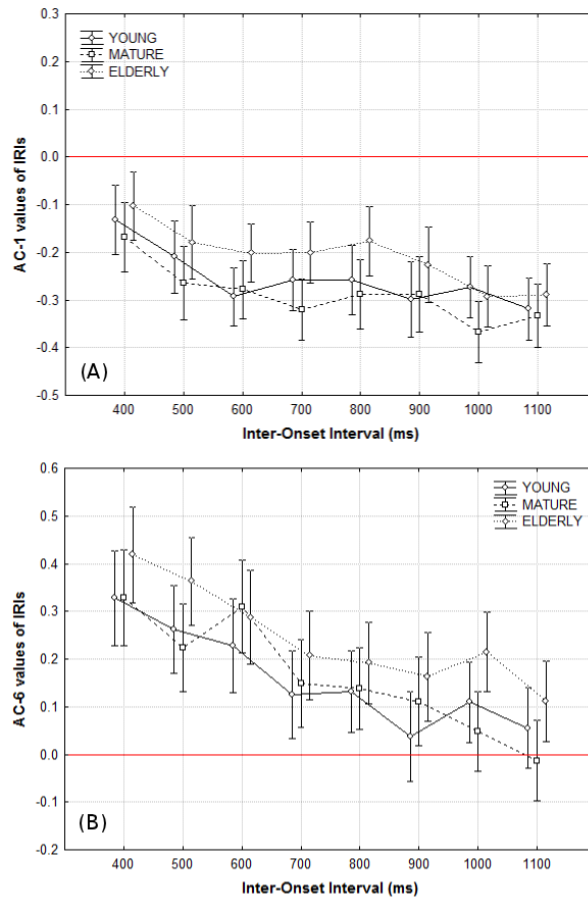 0.3
YOUNG
MATURE
ELDERLY
0.2
0.1
0.0
-0.1
-0.2
-0.3
-0.4
-0.5
AC-1 values of IRIs
(A)
400 500 600 700 800 900 1000 1100
Inter-Onset Interval (ms)
0.6
YOUNG
MATURE
ELDERLY
0.5
0.4
0.3
0.2
0.1
0.0
-0.1
-0.2
AC-6 values of IRIs
(B)
400 500 600 700 800 900 1000 1100
Inter-Onset Interval (ms)